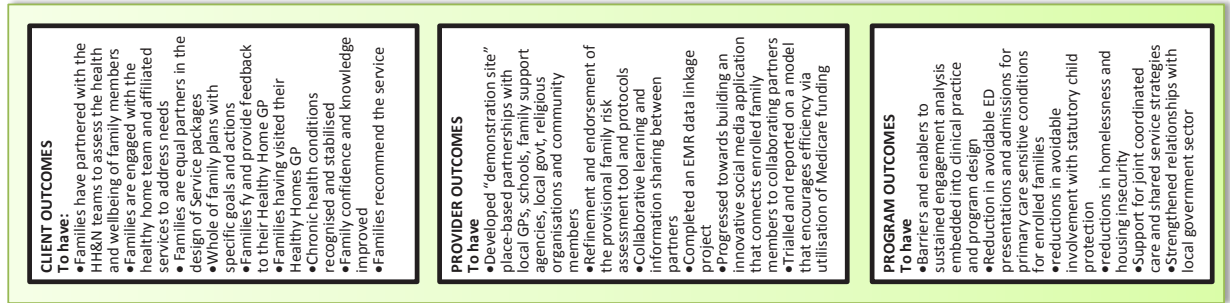 CLIENT OUTCOMES
To have:
•Families have partnered with the
HH&N teams to assess the health
and wellbeing of family members
•Families are engaged with the
healthy home team and affiliated
services to address needs
• Families are equal partners in the
design of Service packages
•Whole of family plans with
specific goals and actions
•Families fy and provide feedback
to their Healthy Home GP
•Families having visited their
Healthy Homes GP
•Chronic health conditions
recognised and stabilised
•Family confidence and knowledge
improved
•Families recommend the service
PROVIDER OUTCOMES
To have
•Developed "demonstration site"
place-based partnerships with
local GPs, schools, family support
agencies, local govt, religious
organisations and community
members
•Refinement and endorsement of
the provisional family risk
assessment tool and protocols
•Collaborative learning and
information sharing between
partners
•Completed an EMR data linkage
project
•Progressed towards building an
innovative social media application
that connects enrolled family
members to collaborating partners
•Trialled and reported on a model
that encourages efficiency via
utilisation of Medicare funding
PROGRAM OUTCOMES
To have
•Barriers and enablers to
sustained engagement analysis
embedded into clinical practice
and program design
•Reduction in avoidable ED
presentations and admissions for
primary care sensitive conditions
for enrolled families
•reductions in avoidable
involvement with statutory child
protection
•reductions in homelessness and
housing insecurity
•Support for joint coordinated
care and shared service strategies
•Strengthened relationships with
local government sector